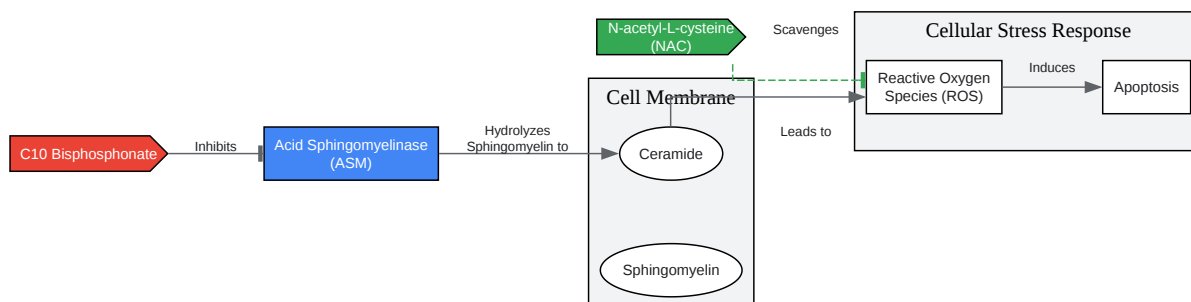 N-acetyl-L-cysteine
(NAC)
Scavenges
Cellular Stress Response
Reactive Oxygen
Species (ROS)
Induces
Apoptosis
Cell Membrane
Leads to
C10 Bisphosphonate
Inhibits
Acid Sphingomyelinase
(ASM)
Hydrolyzes
Sphingomyelin to
Ceramide
Sphingomyelin